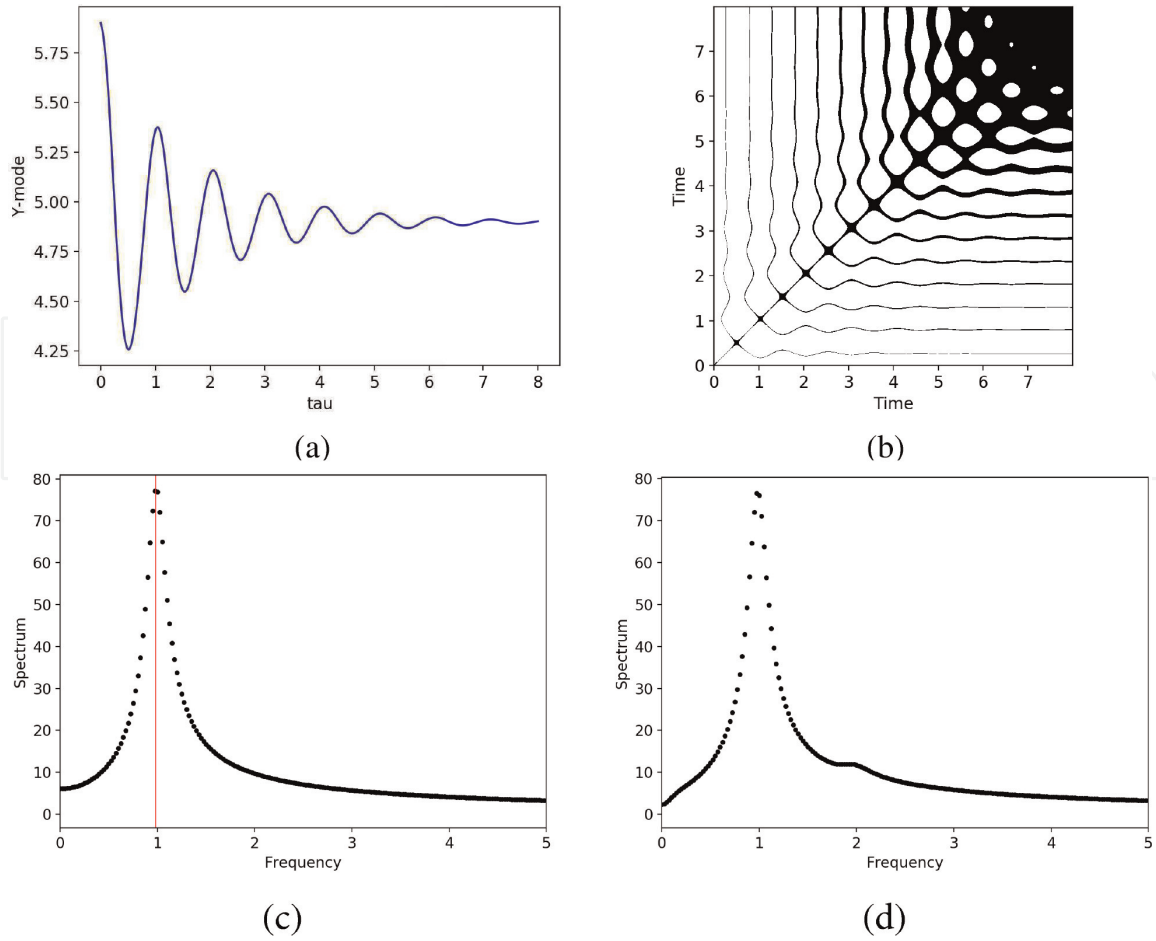 5.75
5.50
5.25
5.00
4.75
4.50
4.25
Y-mode
0 1 2 3 4 5 6 7 8
tau
(a)
7
6
5
4
3
2
1
0
Time
0 1 2 3 4 5 6 7
Time
(b)
80
70
60
50
40
30
20
10
0
Spectrum
0 1 2 3 4 5
Frequency
(c)
80
70
60
50
40
30
20
10
0
Spectrum
0 1 2 3 4 5
Frequency
(d)